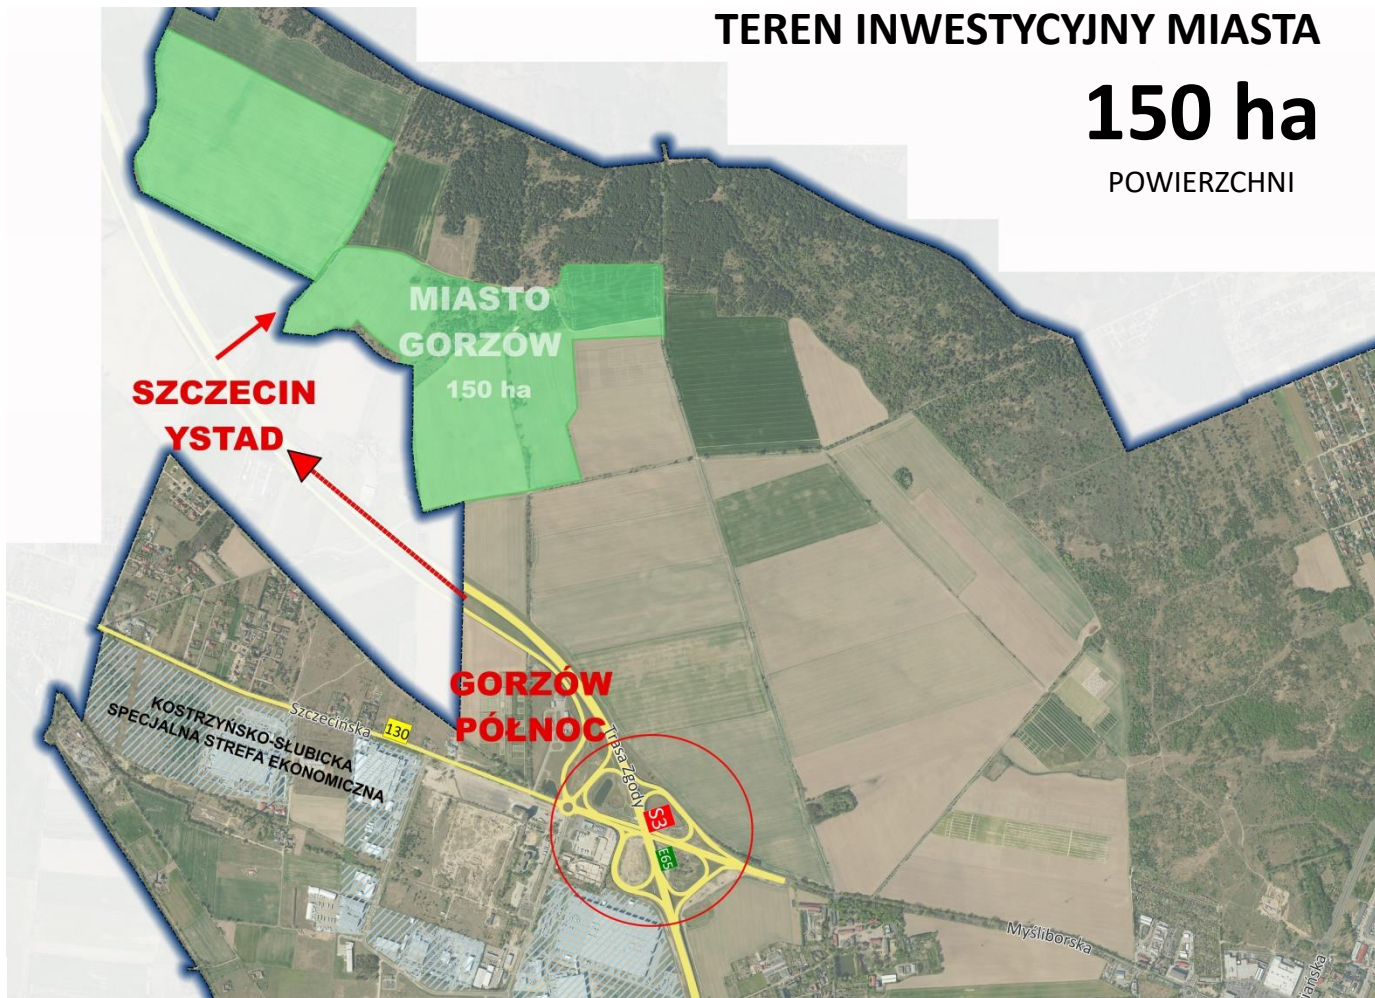 TEREN INWESTYCYJNY MIASTA
150 ha
POWIERZCHNI
MIASTO
GORZÓW
150 ha
SZCZECIN
YSTAD
GORZÓW
PÓŁNOC
KOSTRZYŃSKO-SŁUBICKA
SPECJALNA STREFA EKONOMICZNA
Szczecińska
130
Trasa Zgody
S3
E65
Myśliborska
ańska